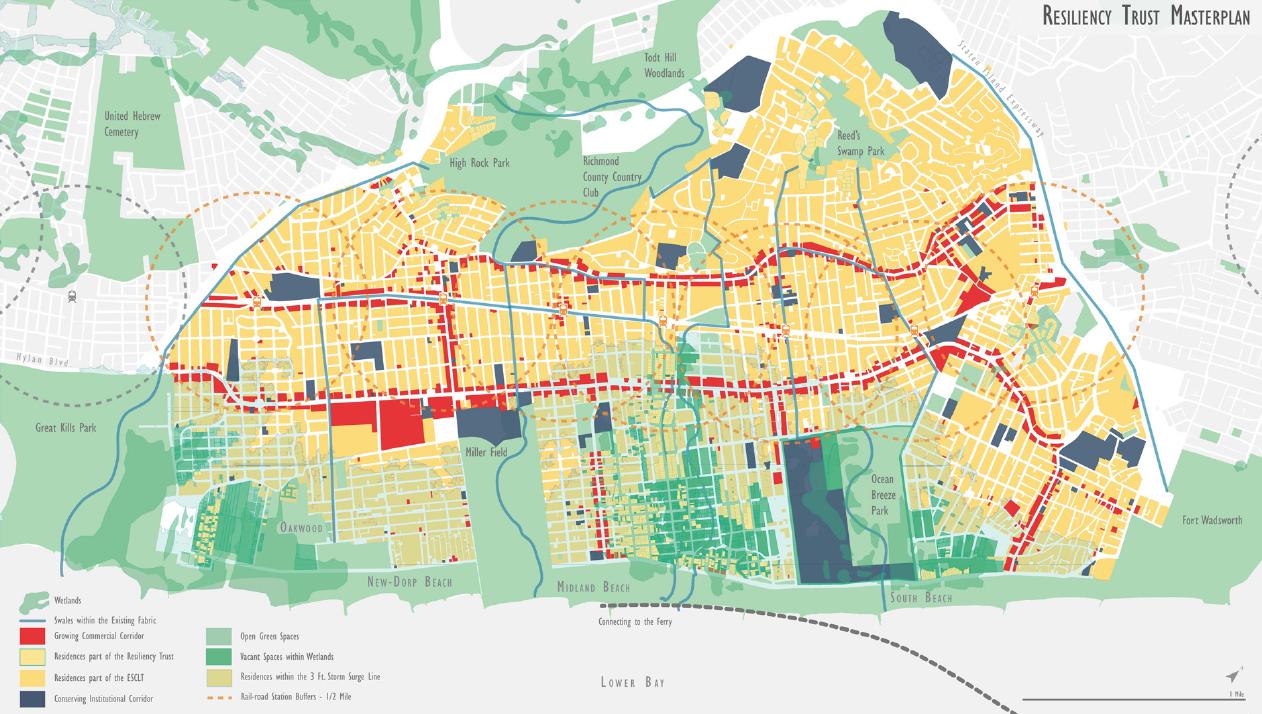 RESILIENCY TRUST MASTERPLAN
Staten Island Expressway
Todt Hill
Woodlands
United Hebrew
Cemetery
Reed's
Swamp Park
High Rock Park
Richmond
County Country
Club
Hylan Blvd
Great Kills Park
Miller Field
Ocean
Breeze
Park
Fort Wadsworth
OAKWOOD
NEW-DORP BEACH
MIDLAND BEACH
SOUTH BEACH
Connecting to the Ferry
LOWER BAY
Wetlands
Swales within the Existing Fabric
Growing Commercial Corridor
Residences part of the Resiliency Trust
Residences part of the ESCLT
Conserving Institutional Corridor
Open Green Spaces
Vacant Spaces within Wetlands
Residences within the 3 Ft. Storm Surge Line
Rail-road Station Buffers - 1/2 Mile
1 Mile